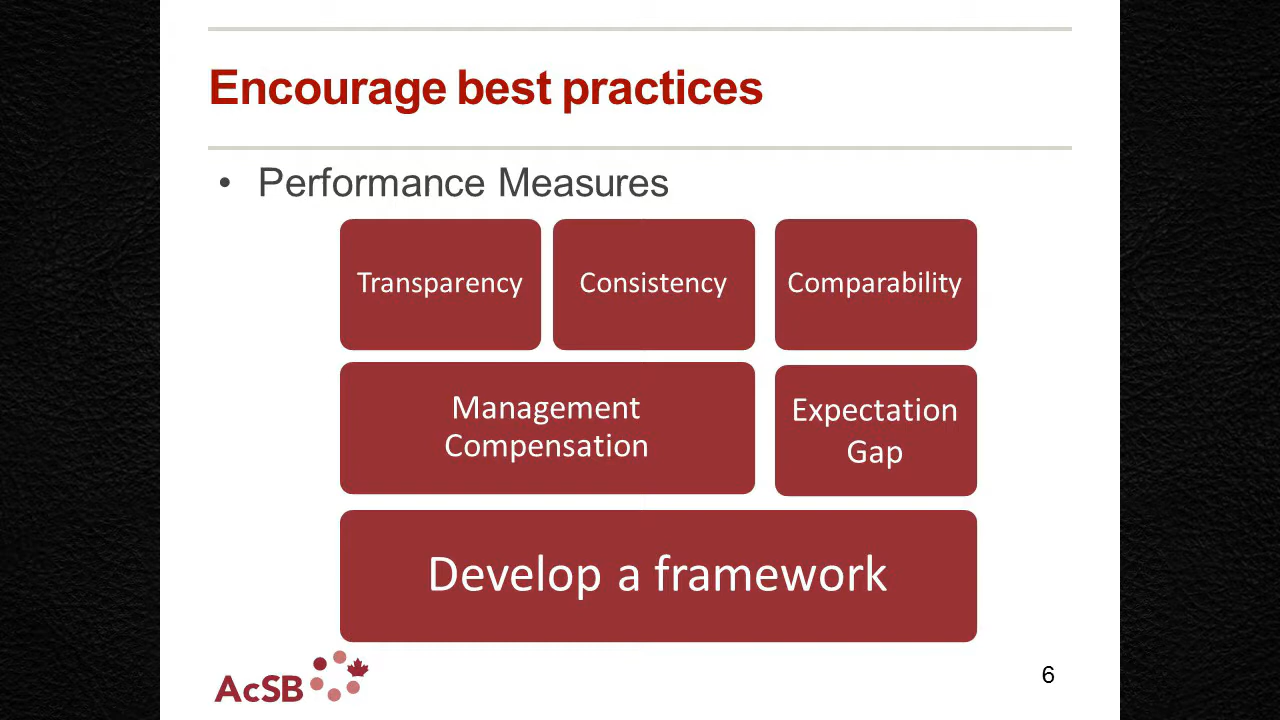 Encourage best practices
• Performance Measures
Transparency
Consistency
Comparability
Management
Compensation
Expectation
Gap
Develop a framework
AcSB
6